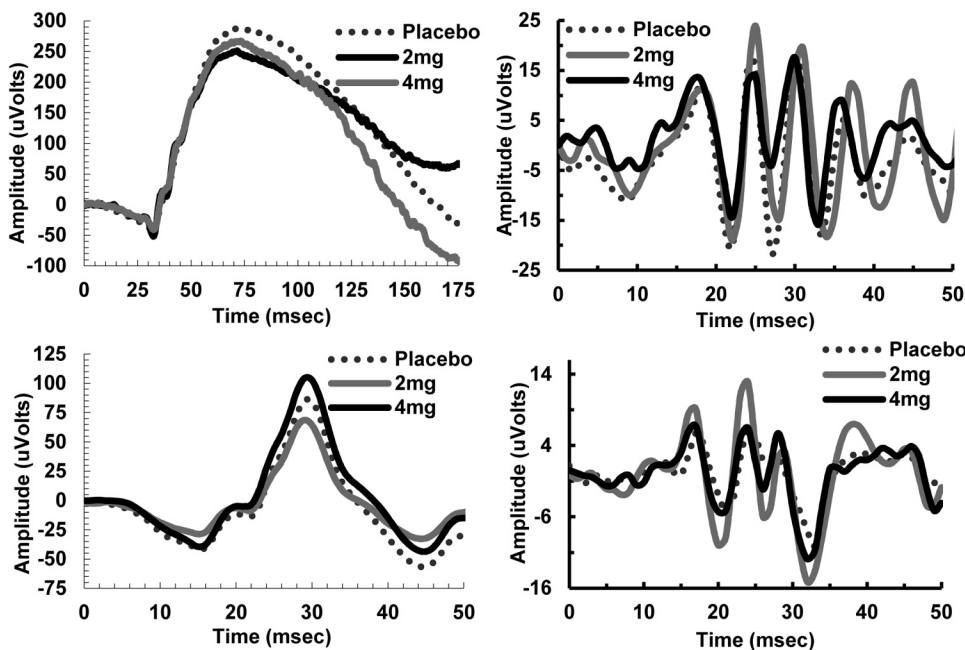 Amplitude (uVolts)
300
250
200
150
100
50
0
-50
-100
0 25 50 75 100 125 150 175
Time (msec)
Placebo
2mg
4mg
Amplitude (uVolts)
25
15
5
-5
-15
-25
0 10 20 30 40 50
Time (msec)
Placebo
2mg
4mg
Amplitude (uVolts)
125
100
75
50
25
0
-25
-50
-75
0 10 20 30 40 50
Time (msec)
Placebo
2mg
4mg
Amplitude (uVolts)
14
4
-6
-16
0 10 20 30 40 50
Time (msec)
Placebo
2mg
4mg